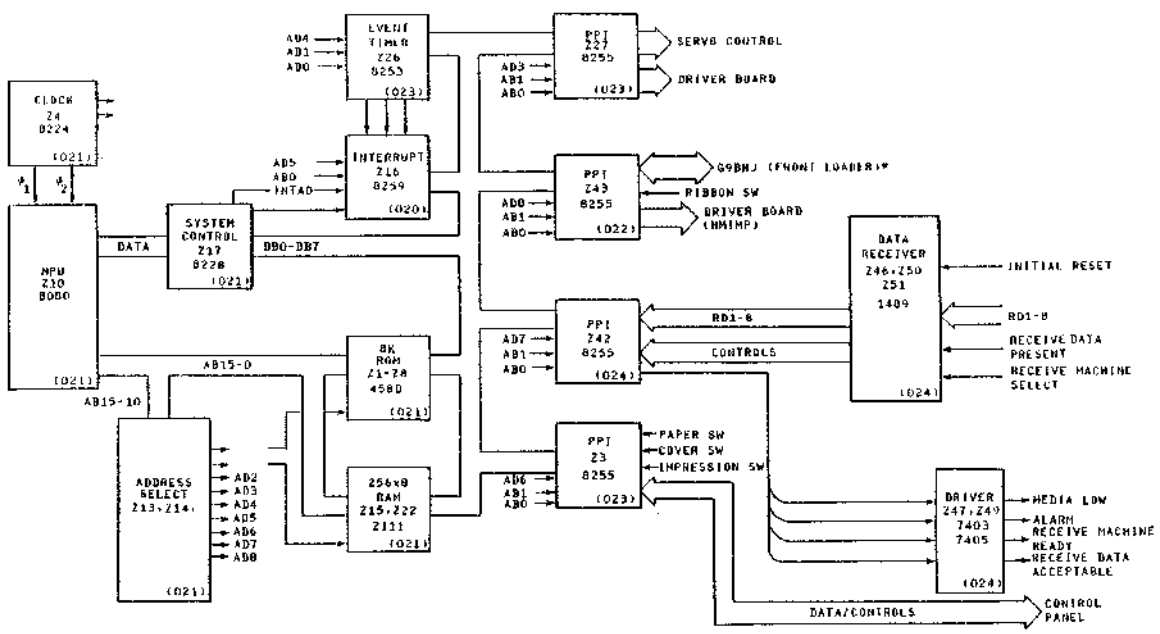 CLOCK
Z4
8224
(021)
ϕ1
ϕ2
MPU
Z10
8080
(021)
AD4
AD1
AD0
EVENT
TIMER
Z26
8253
(023)
AD5
AB0
INTAD
INTERRUPT
Z16
8259
(020)
DATA
SYSTEM
CONTROL
Z17
8228
(021)
DB0-DB7
AB15-0
AB15-10
ADDRESS
SELECT
Z13,Z14,
(021)
AD2
AD3
AD4
AD5
AD6
AD7
AD8
8K
ROM
Z1-Z8
4580
(021)
256x8
RAM
Z15,Z22
2111
(021)
AD3
AB1
AB0
PPI
Z27
8255
(023)
SERVO CONTROL
DRIVER BOARD
AD8
AB1
AB0
PPI
Z43
8255
(022)
G9BHJ (FRONT LOADER)*
RIBBON SW
DRIVER BOARD
(HMIMP)
AD7
AB1
AB0
PPI
Z42
8255
(024)
RD1-8
CONTROLS
DATA
RECEIVER
Z46,Z50
Z51
1489
(024)
INITIAL RESET
RD1-8
RECEIVE DATA
PRESENT
RECEIVE MACHINE
SELECT
AD6
AB1
AB0
PPI
Z3
8255
(023)
PAPER SW
COVER SW
IMPRESSION SW
DRIVER
Z47,Z49
7403
7405
(024)
MEDIA LOW
ALARM
RECEIVE MACHINE
READY
RECEIVE DATA
ACCEPTABLE
DATA/CONTROLS
CONTROL
PANEL